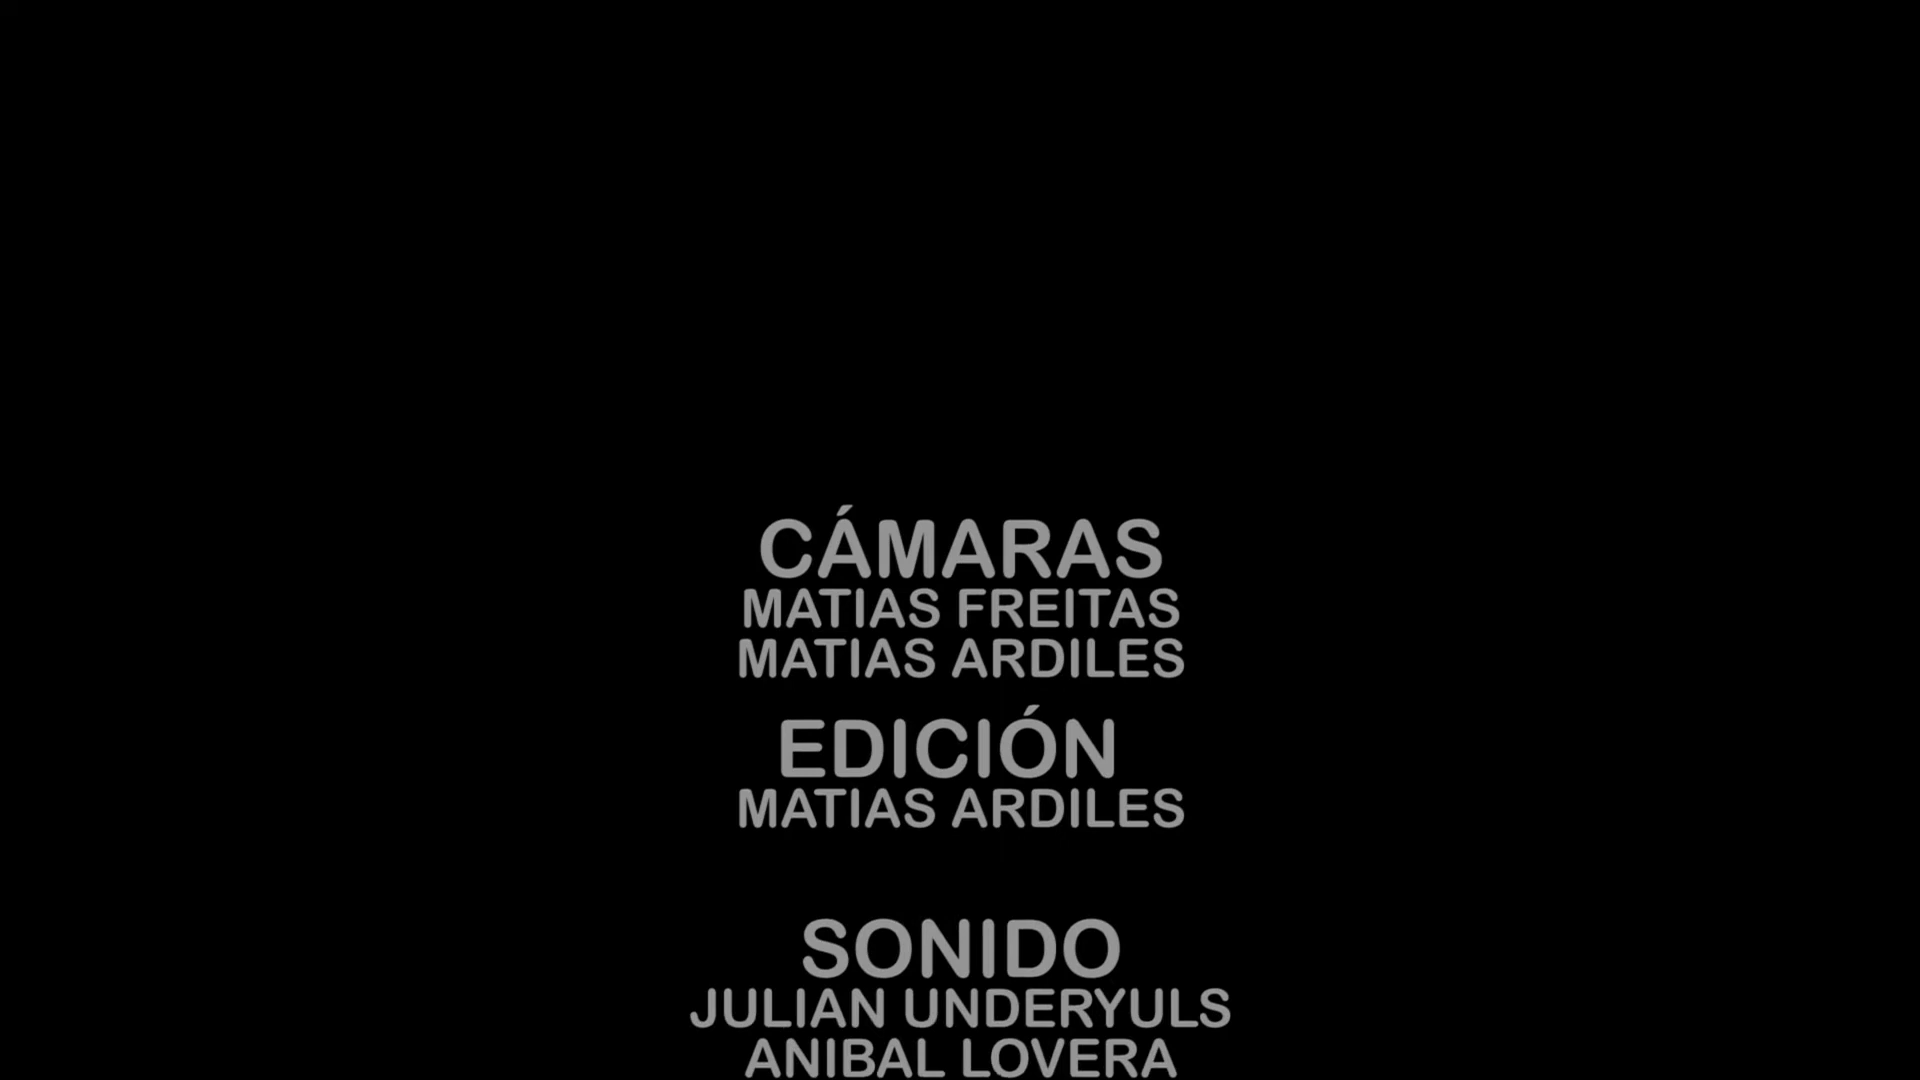 CÁMARAS
MATIAS FREITAS
MATIAS ARDILES
EDICIÓN
MATIAS ARDILES
SONIDO
JULIAN UNDERYULS
ANIBAL LOVERA